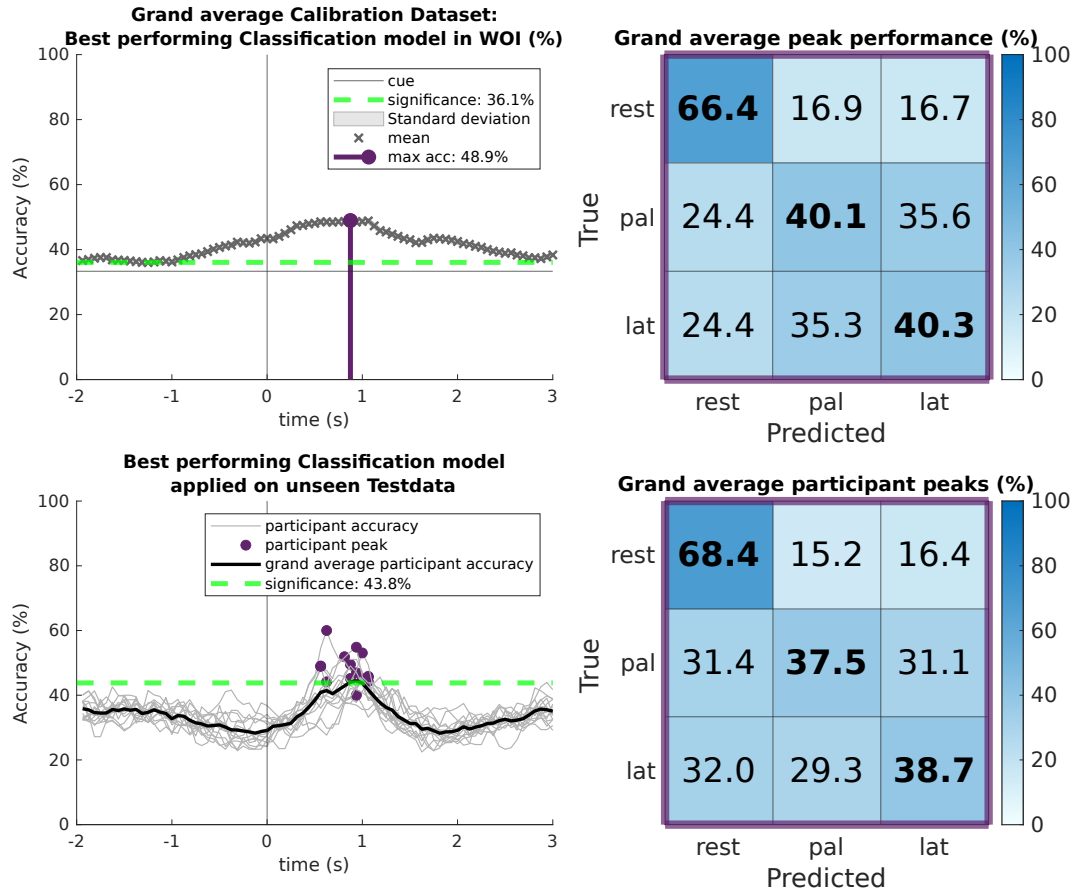 Grand average Calibration Dataset:
Best performing Classification model in WOI (%)
100
80
60
40
20
0
Accuracy (%)
cue
significance: 36.1%
Standard deviation
mean
max acc: 48.9%
-2
-1
0
1
2
3
time (s)
Grand average peak performance (%)
True
rest
66.4
16.9
16.7
pal
24.4
40.1
35.6
lat
24.4
35.3
40.3
rest
pal
lat
Predicted
100
80
60
40
20
0
Best performing Classification model
applied on unseen Testdata
100
80
60
40
20
0
Accuracy (%)
participant accuracy
participant peak
grand average participant accuracy
significance: 43.8%
-2
-1
0
1
2
3
time (s)
Grand average participant peaks (%)
True
rest
68.4
15.2
16.4
pal
31.4
37.5
31.1
lat
32.0
29.3
38.7
rest
pal
lat
Predicted
100
80
60
40
20
0